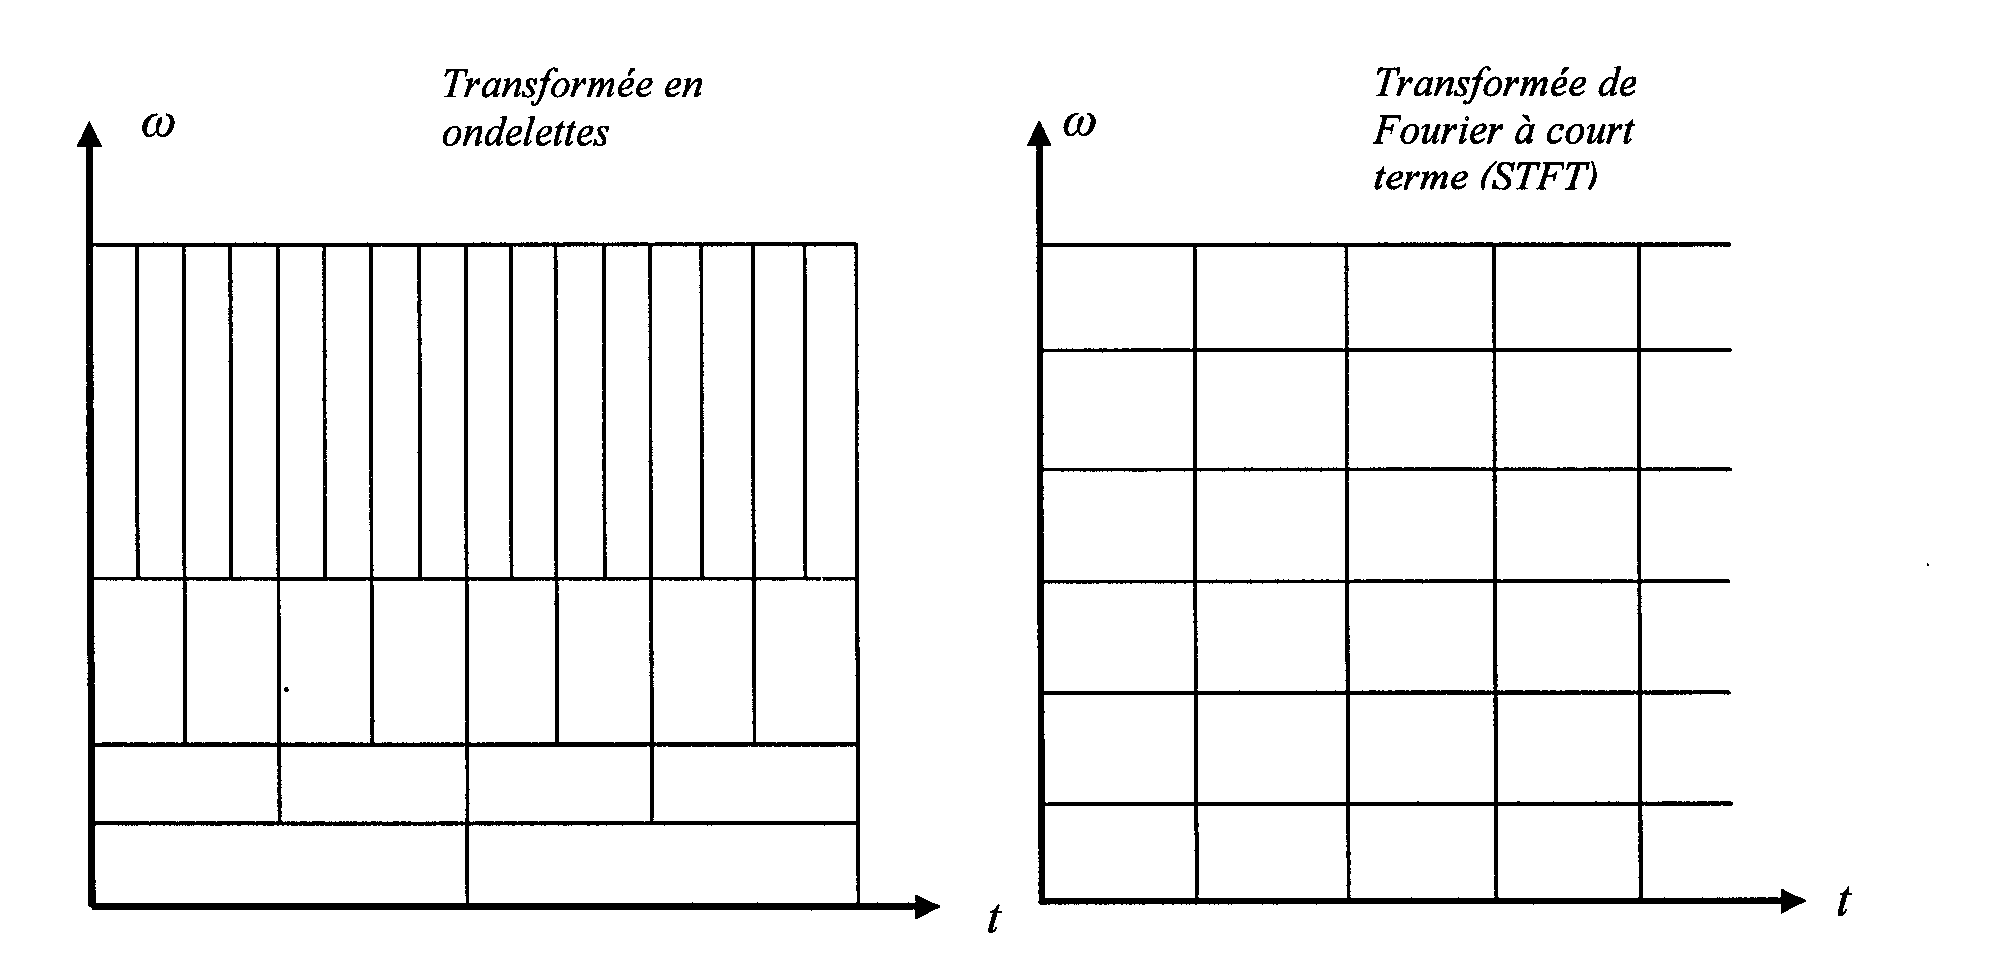 Transformée en
ondelettes
ω
t
Transformée de
Fourier à court
terme (STFT)
ω
t